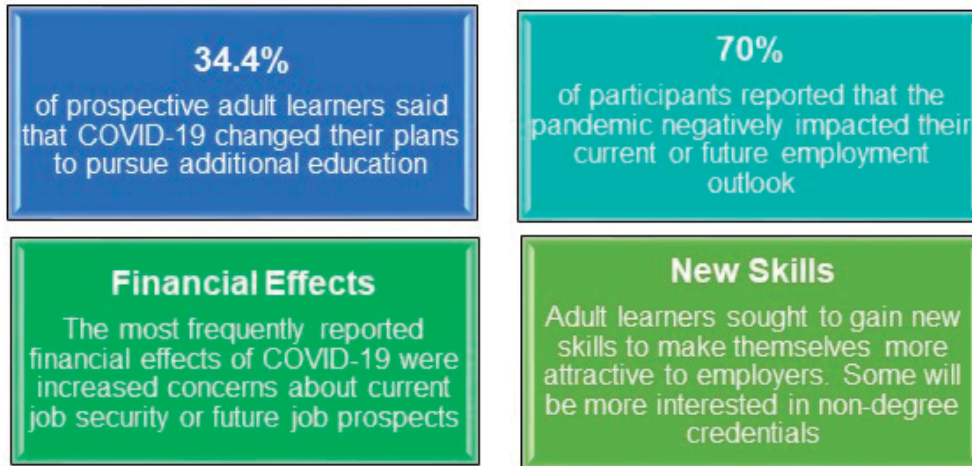 34.4%
of prospective adult learners said
that COVID-19 changed their plans
to pursue additional education
70%
of participants reported that the
pandemic negatively impacted their
current or future employment
outlook
Financial Effects
The most frequently reported
financial effects of COVID-19 were
increased concerns about current
job security or future job prospects
New Skills
Adult learners sought to gain new
skills to make themselves more
attractive to employers. Some will
be more interested in non-degree
credentials